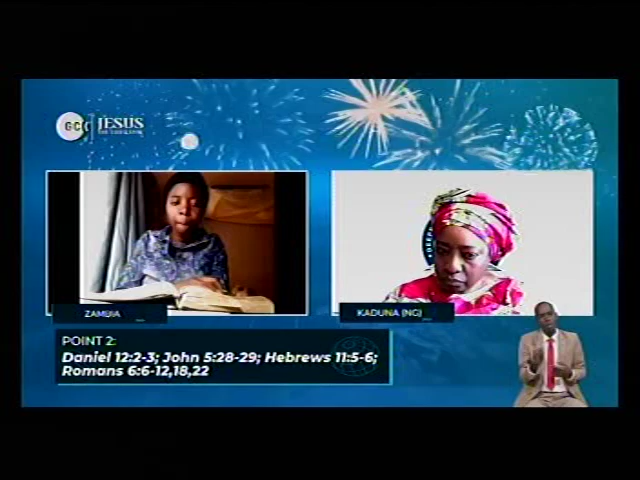 GCK
JESUS
ZAMBIA
KADUNA (NG)
POINT 2:
Daniel 12:2-3; John 5:28-29; Hebrews 11:5-6;
Romans 6:6-12,18,22